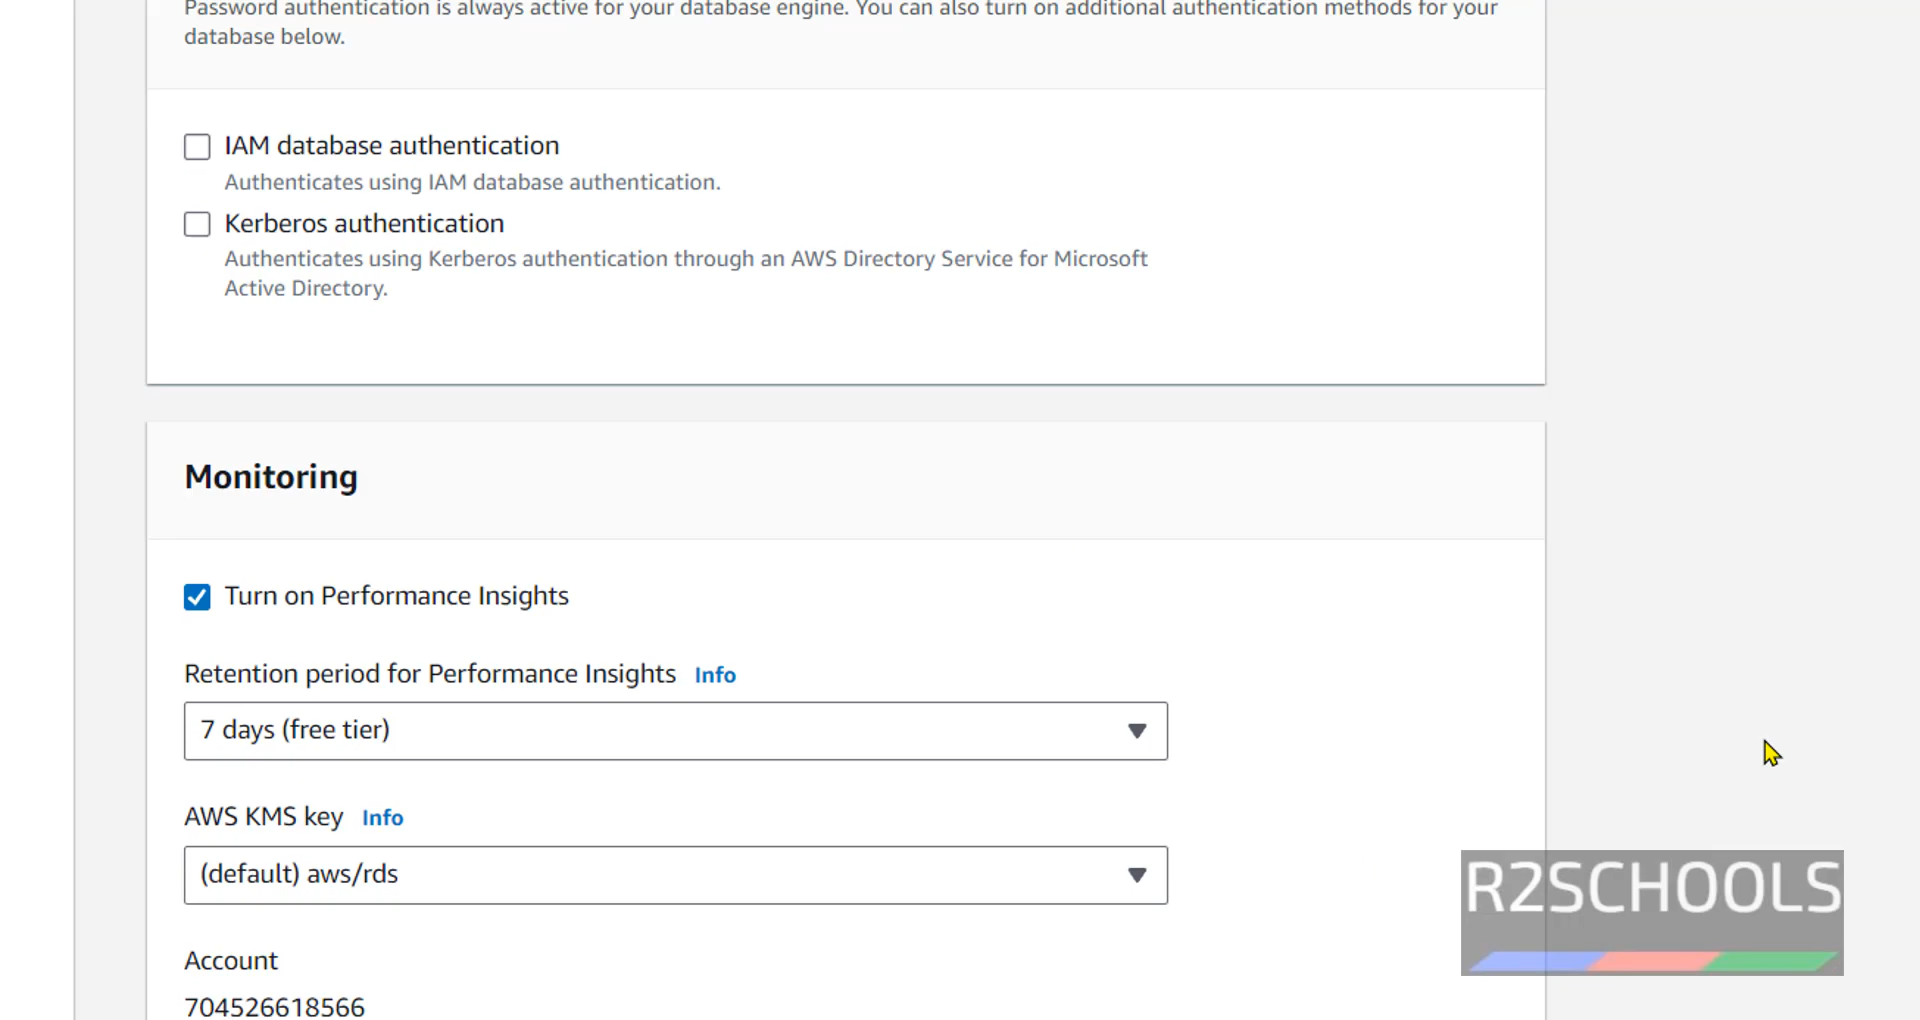 Password authentication is always active for your database engine. You can also turn on additional authentication methods for your
database below.
IAM database authentication
Authenticates using IAM database authentication.
Kerberos authentication
Authenticates using Kerberos authentication through an AWS Directory Service for Microsoft
Active Directory.
Monitoring
Turn on Performance Insights
Retention period for Performance Insights Info
7 days (free tier)
AWS KMS key Info
(default) aws/rds
Account
704526618566
R2SCHOOLS